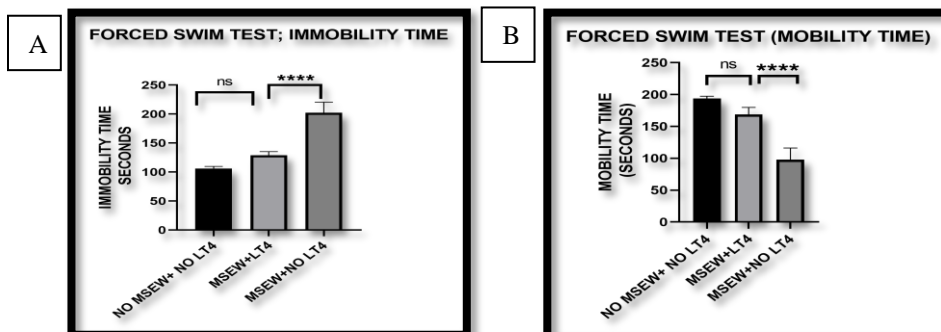 A
FORCED SWIM TEST; IMMOBILITY TIME
IMMOBILITY TIME
SECONDS
250
200
150
100
50
0
ns
****
NO MSEW+ NO LT4
MSEW+LT4
MSEW+NO LT4
B
FORCED SWIM TEST (MOBILITY TIME)
MOBILITY TIME
(SECONDS)
250
200
150
100
50
0
ns
****
NO MSEW+ NO LT4
MSEW+LT4
MSEW+NO LT4